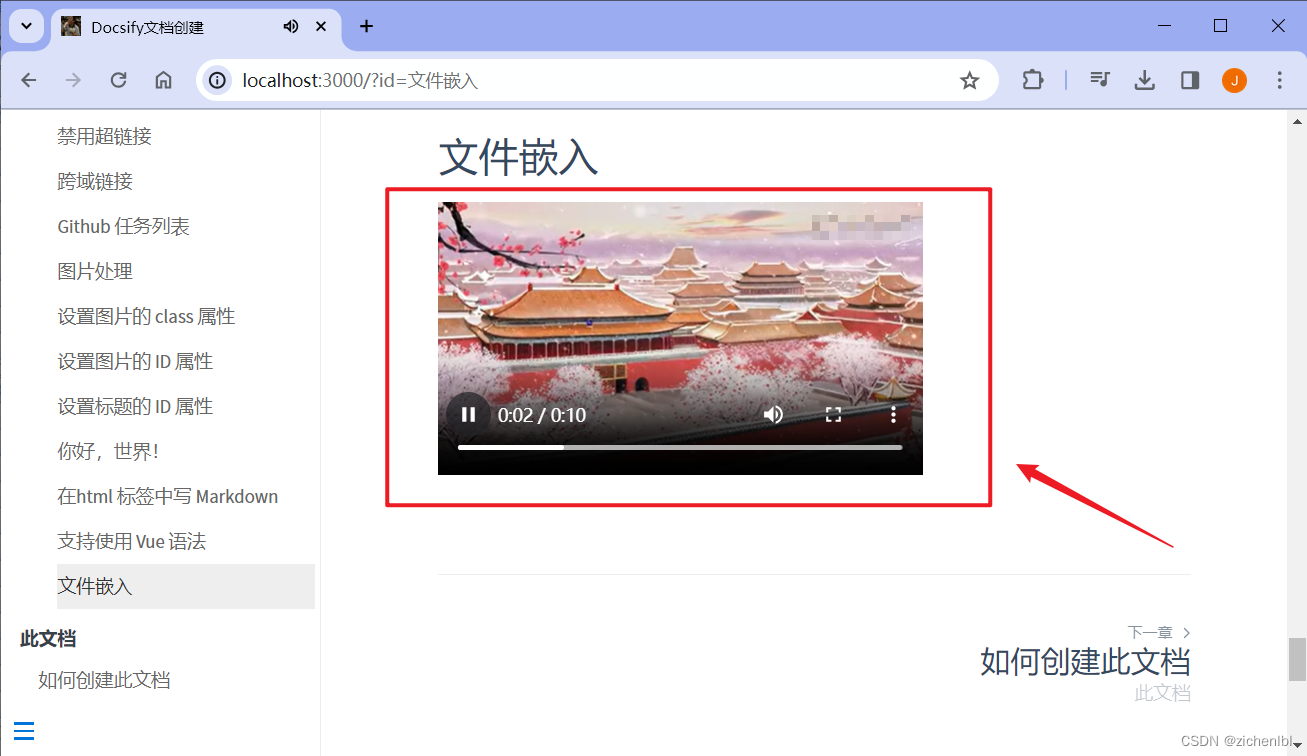 Docsify文档创建
localhost:3000/?id=文件嵌入
J
禁用超链接
跨域链接
Github 任务列表
图片处理
设置图片的 class 属性
设置图片的 ID 属性
设置标题的 ID 属性
你好，世界！
在html 标签中写 Markdown
支持使用 Vue 语法
文件嵌入
此文档
如何创建此文档
文件嵌入
0:02 / 0:10
下一章
如何创建此文档
此文档
CSDN @zichenlbl